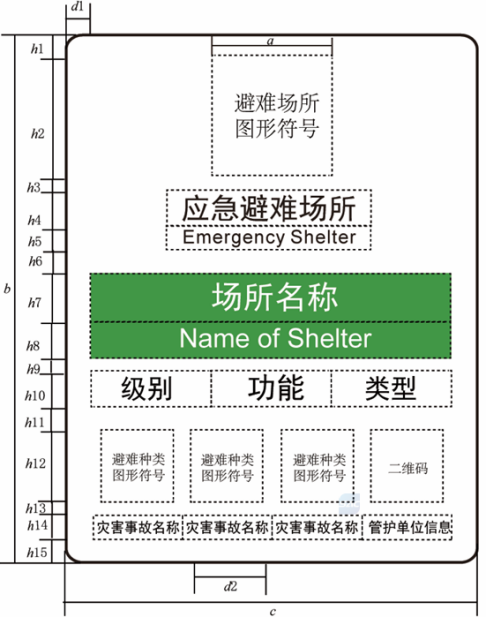 d1
a
h1
避难场所
图形符号
h2
h3
应急避难场所
h4
Emergency Shelter
h5
h6
b
场所名称
h7
Name of Shelter
h8
h9
级别 功能 类型
h10
h11
避难种类
图形符号
避难种类
图形符号
避难种类
图形符号
二维码
h12
h13
灾害事故名称 灾害事故名称 灾害事故名称 管护单位信息
h14
h15
d2
c